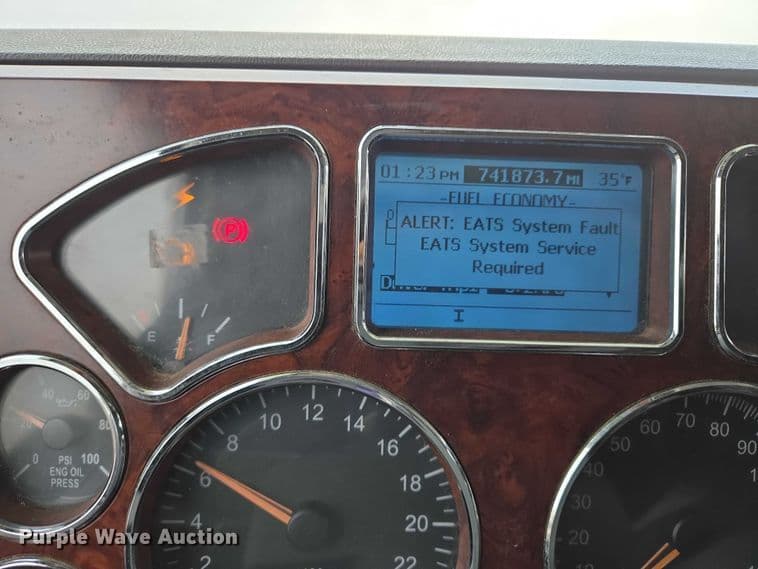 01:23 PM 741873.7 MI 35°F
-FUEL ECONOMY-
ALERT: EATS System Fault
EATS System Service
Required
Driver Trip1
P
E F
40 60
20 80
0 100
PSI
ENG OIL
PRESS
2 4 6 8 10 12 14 16 18 20 22
20 30 40 50 60 70 80 90
Purple Wave Auction